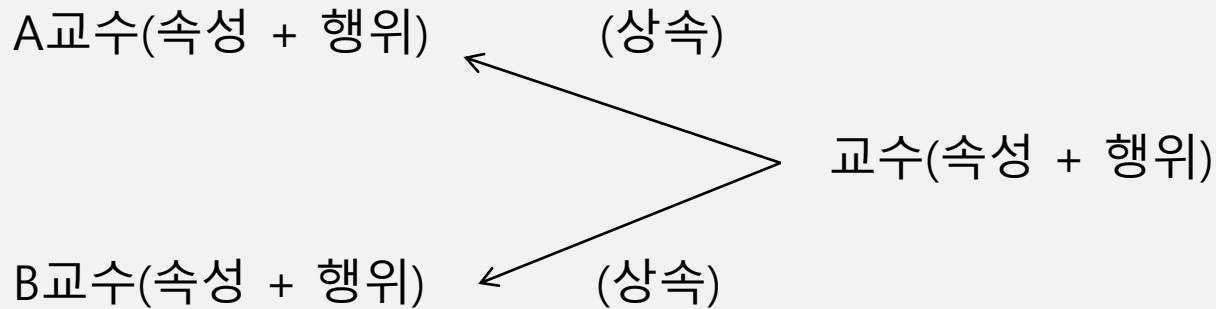 A교수(속성 + 행위) (상속)
교수(속성 + 행위)
B교수(속성 + 행위) (상속)